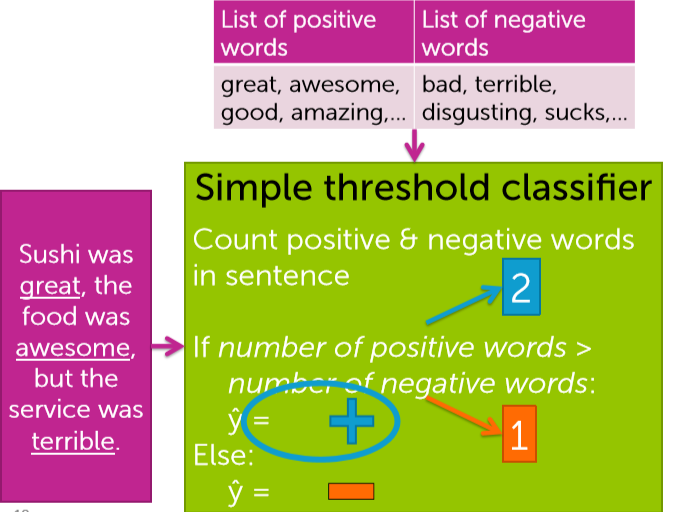 List of positive
words
List of negative
words
great, awesome,
good, amazing,...
bad, terrible,
disgusting, sucks,...
Simple threshold classifier
Count positive & negative words
in sentence
2
If number of positive words >
number of negative words:
ŷ = +
1
Else:
ŷ = −
Sushi was
great, the
food was
awesome,
but the
service was
terrible.